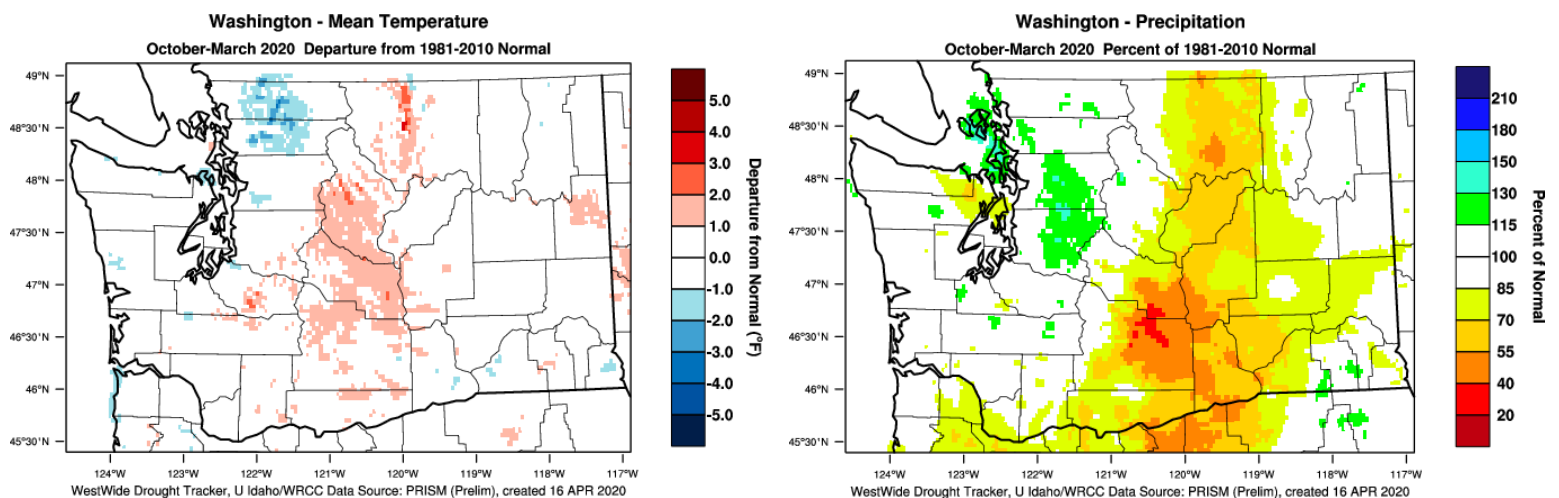 Washington - Mean Temperature
October-March 2020 Departure from 1981-2010 Normal
49°N
48°30'N
48°N
47°30'N
47°N
46°30'N
46°N
45°30'N
124°W 123°W 122°W 121°W 120°W 119°W 118°W 117°W
5.0
4.0
3.0
2.0
1.0
0.0
-1.0
-2.0
-3.0
-4.0
-5.0
Departure from Normal (°F)
WestWide Drought Tracker, U Idaho/WRCC Data Source: PRISM (Prelim), created 16 APR 2020
Washington - Precipitation
October-March 2020 Percent of 1981-2010 Normal
49°N
48°30'N
48°N
47°30'N
47°N
46°30'N
46°N
45°30'N
124°W 123°W 122°W 121°W 120°W 119°W 118°W 117°W
210
180
150
130
115
100
85
70
55
40
20
Percent of Normal
WestWide Drought Tracker, U Idaho/WRCC Data Source: PRISM (Prelim), created 16 APR 2020